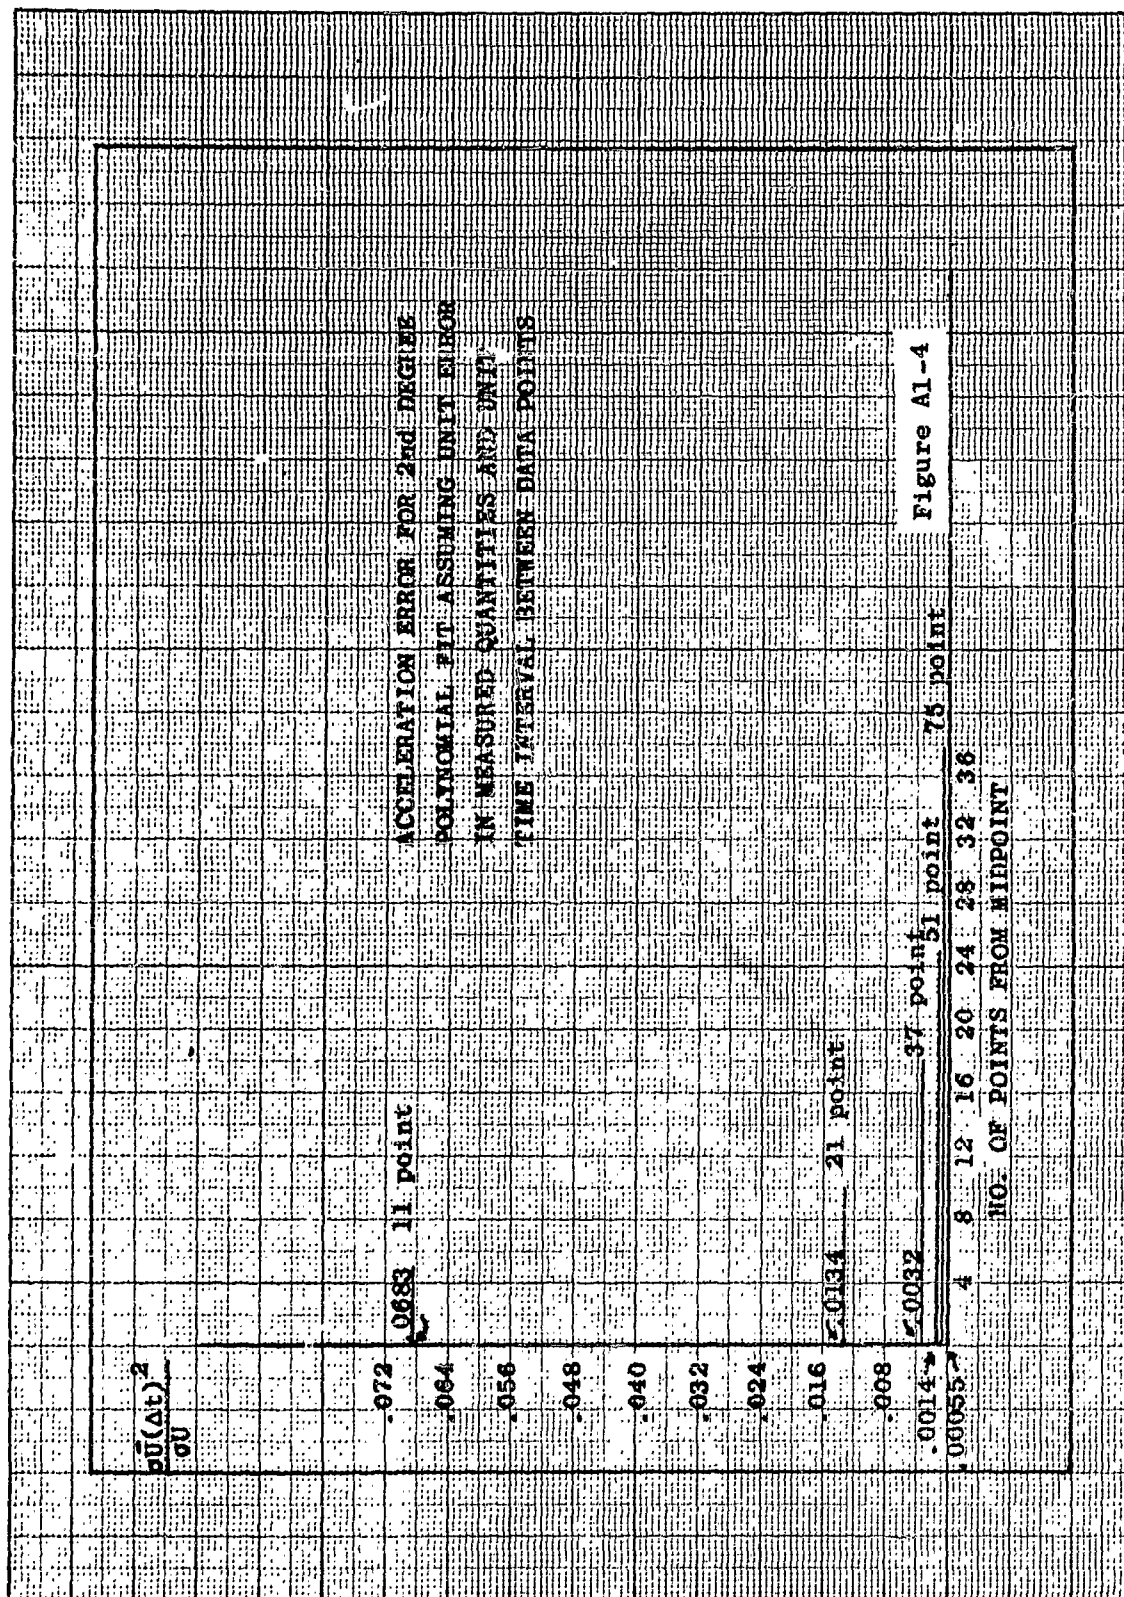 σÜ(Δt)²
σU
ACCELERATION ERROR FOR 2nd DEGREE
POLYNOMIAL FIT ASSUMING UNIT ERROR
IN MEASURED QUANTITIES AND UNIT
TIME INTERVAL BETWEEN DATA POINTS
.072
.064
.056
.048
.040
.032
.024
.016
.008
.0014
.00055
.0683 11 point
.0134 21 point
.0032 37 point
51 point
75 point
Figure A1-4
4 8 12 16 20 24 28 32 36
NO. OF POINTS FROM MIDPOINT